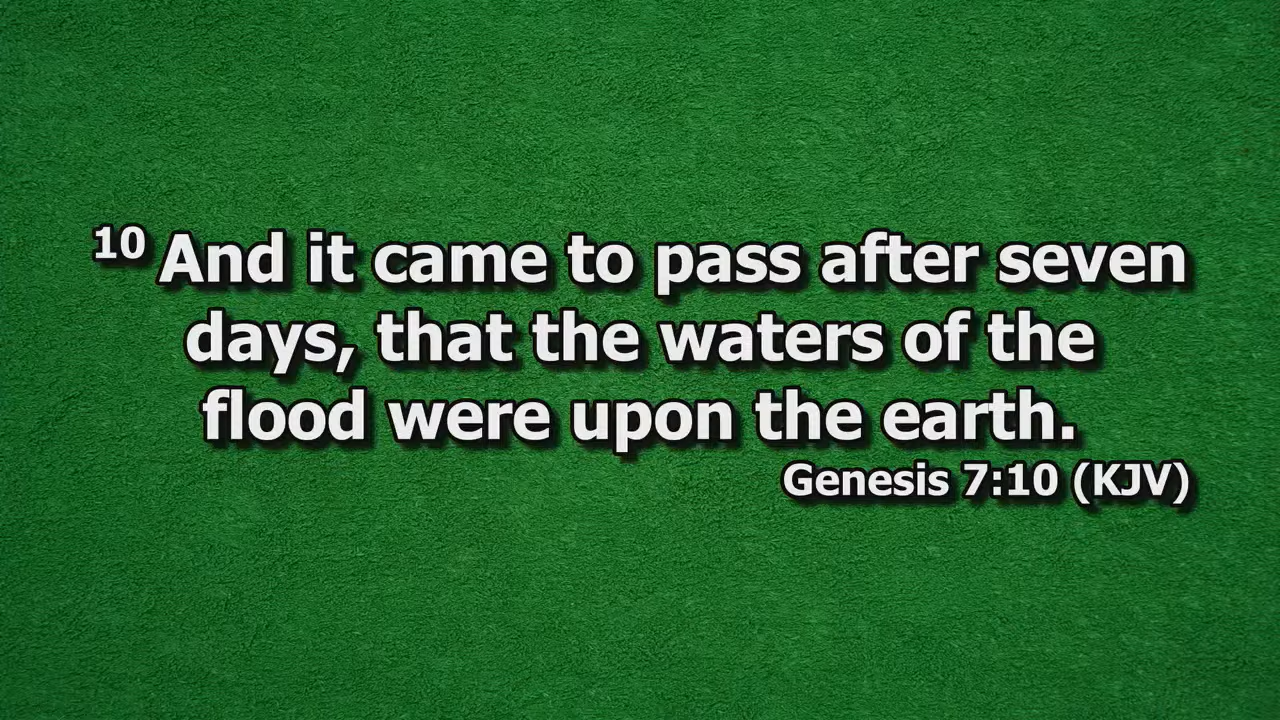 10 And it came to pass after seven
days, that the waters of the
flood were upon the earth.
Genesis 7:10 (KJV)